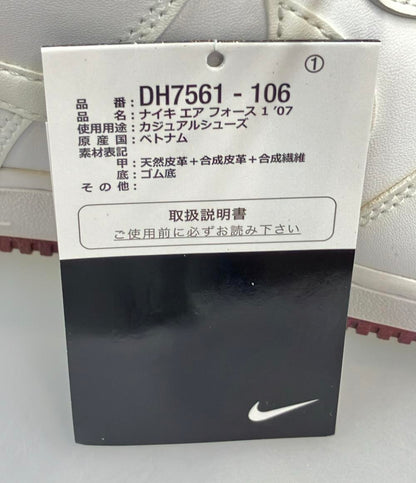 ①
品番：DH7561 - 106
品名：ナイキ エア フォース 1 '07
使用用途：カジュアルシューズ
原産国：ベトナム
素材表記
甲：天然皮革＋合成皮革＋合成繊維
底：ゴム底
その他：
取扱説明書
ご使用前に必ずお読み下さい